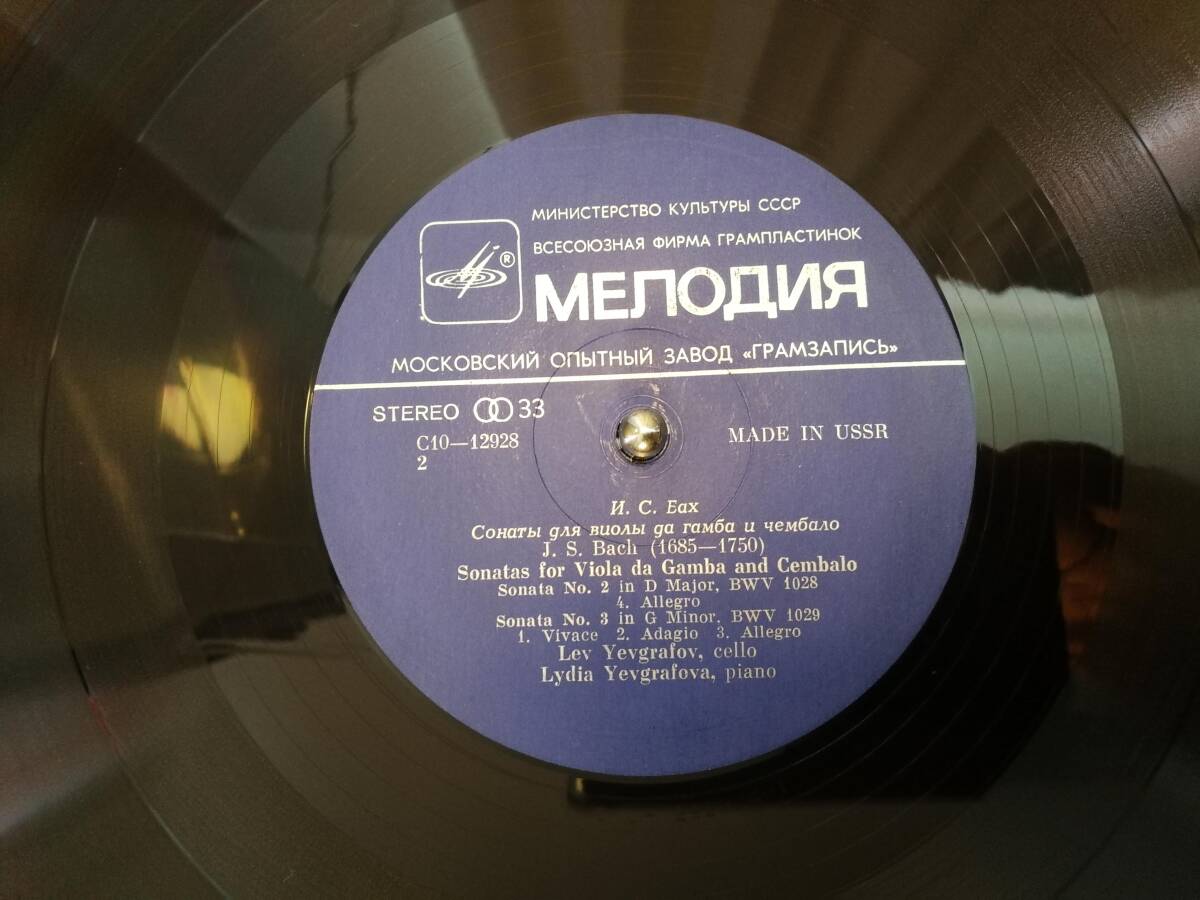 МИНИСТЕРСТВО КУЛЬТУРЫ СССР
ВСЕСОЮЗНАЯ ФИРМА ГРАМПЛАСТИНОК
®
МЕЛОДИЯ
МОСКОВСКИЙ ОПЫТНЫЙ ЗАВОД «ГРАМЗАПИСЬ»
STEREO 33
С10—12928
2
MADE IN USSR
И. С. Бах
Сонаты для виолы да гамба и чембало
J. S. Bach (1685—1750)
Sonatas for Viola da Gamba and Cembalo
Sonata No. 2 in D Major, BWV 1028
4. Allegro
Sonata No. 3 in G Minor, BWV 1029
1. Vivace 2. Adagio 3. Allegro
Lev Yevgrafov, cello
Lydia Yevgrafova, piano